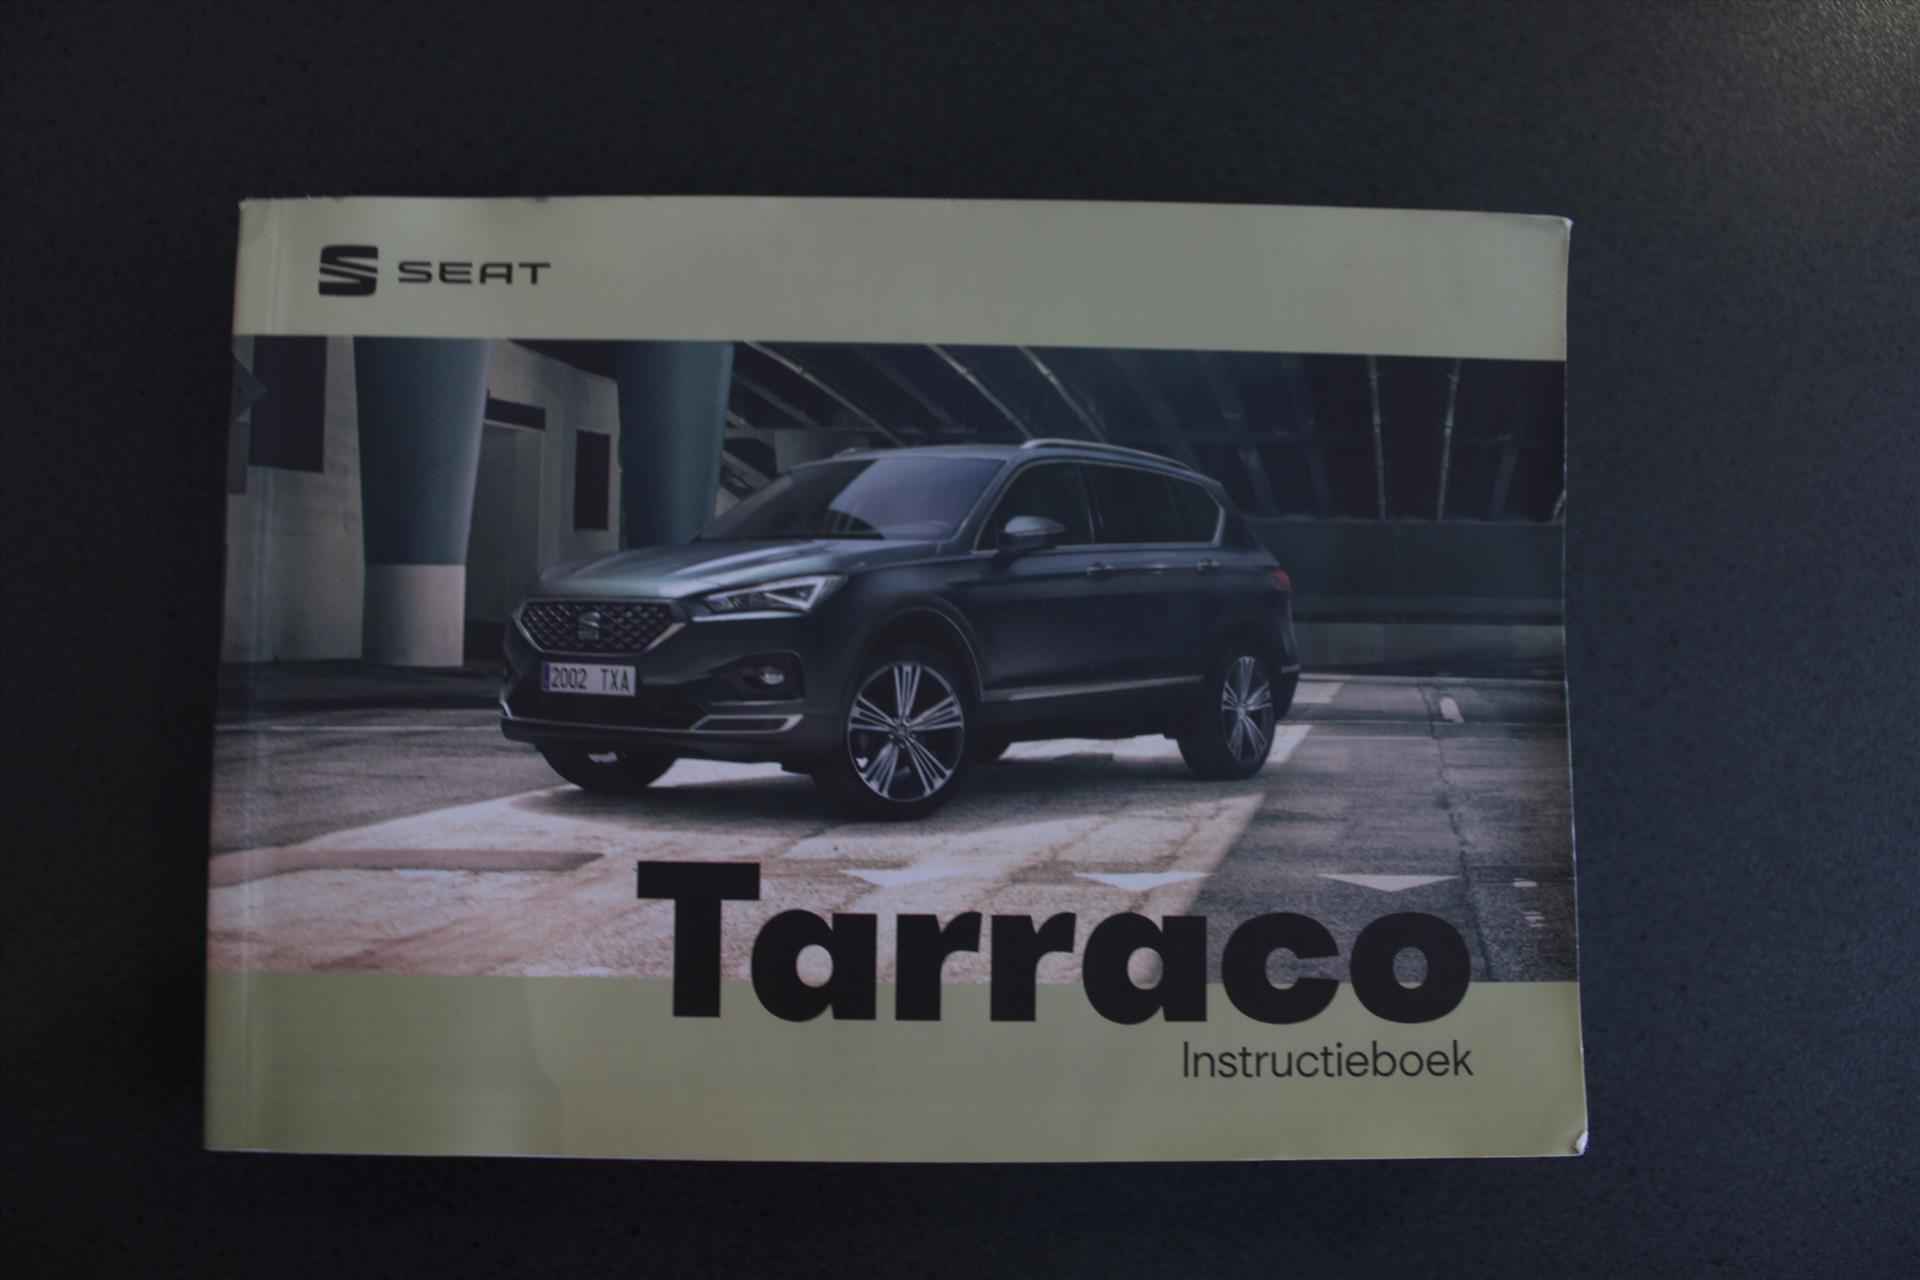 SEAT
2002 TXA
Tarraco
Instructieboek